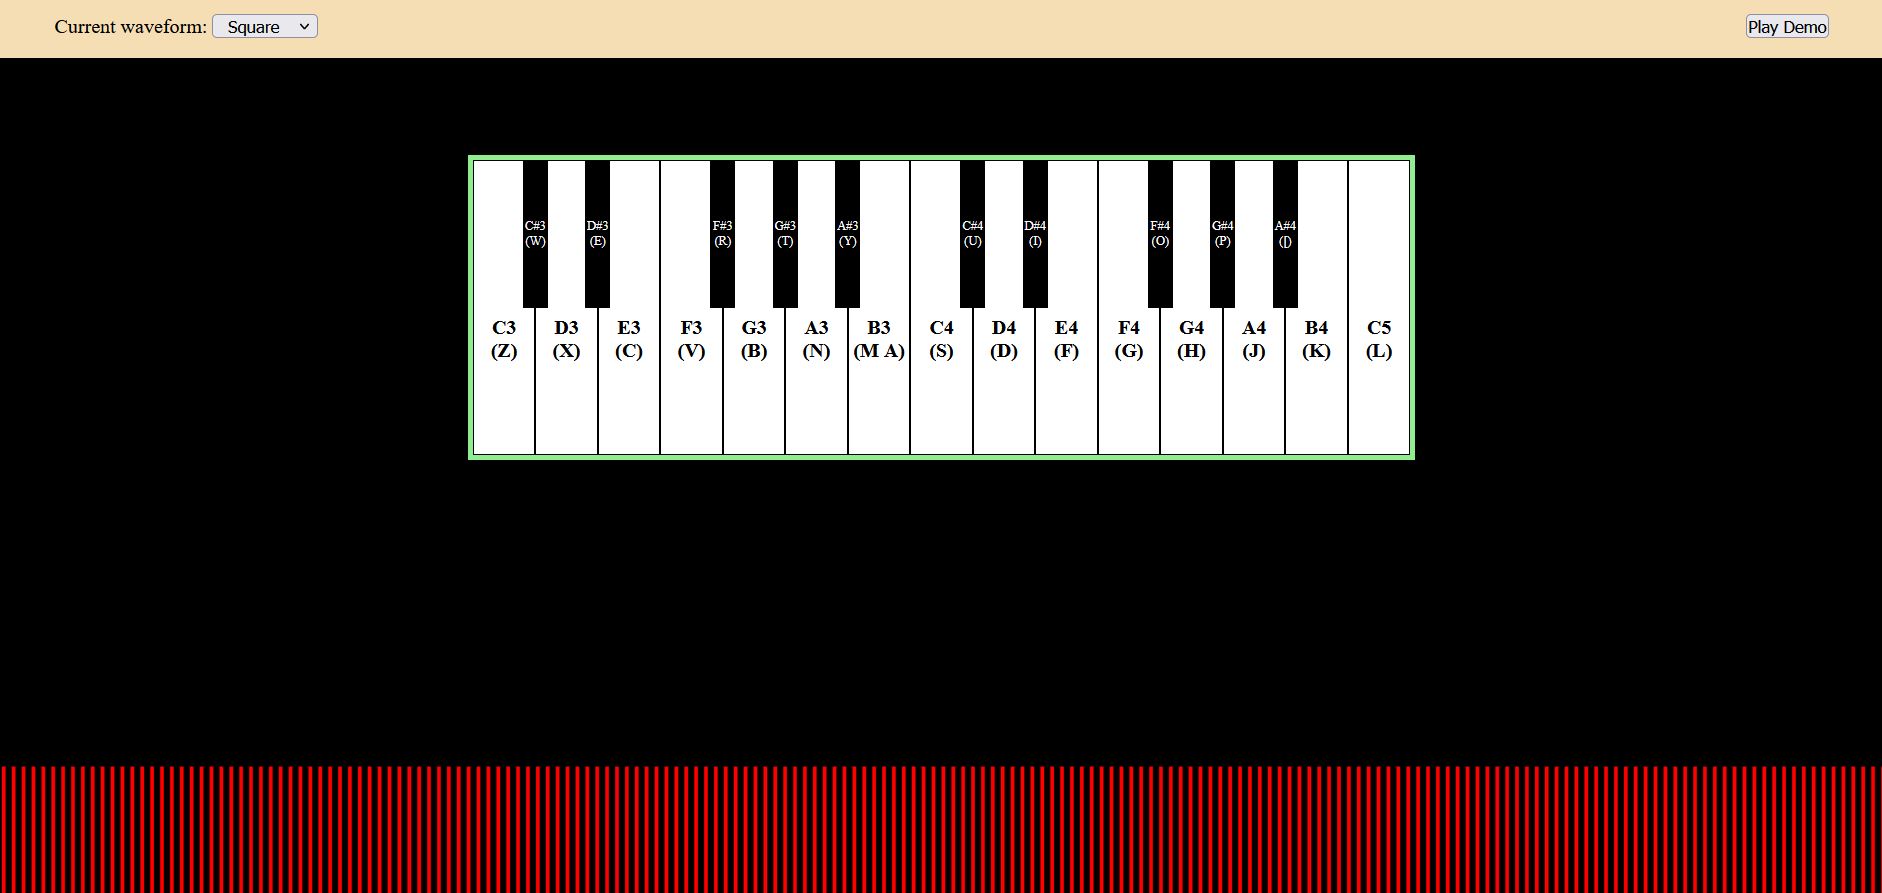 Current waveform: Square
Play Demo
C#3 D#3 F#3 G#3 A#3 C#4 D#4 F#4 G#4 A#4
(W) (E) (R) (T) (Y) (U) (I) (O) (P) ([)
C3 D3 E3 F3 G3 A3 B3 C4 D4 E4 F4 G4 A4 B4 C5
(Z) (X) (C) (V) (B) (N) (M A) (S) (D) (F) (G) (H) (J) (K) (L)